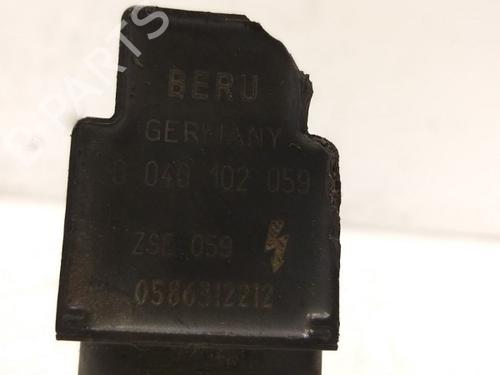 B-PARTS
BERU
GERMANY
0 040 102 059
ZSE 059
0586312212